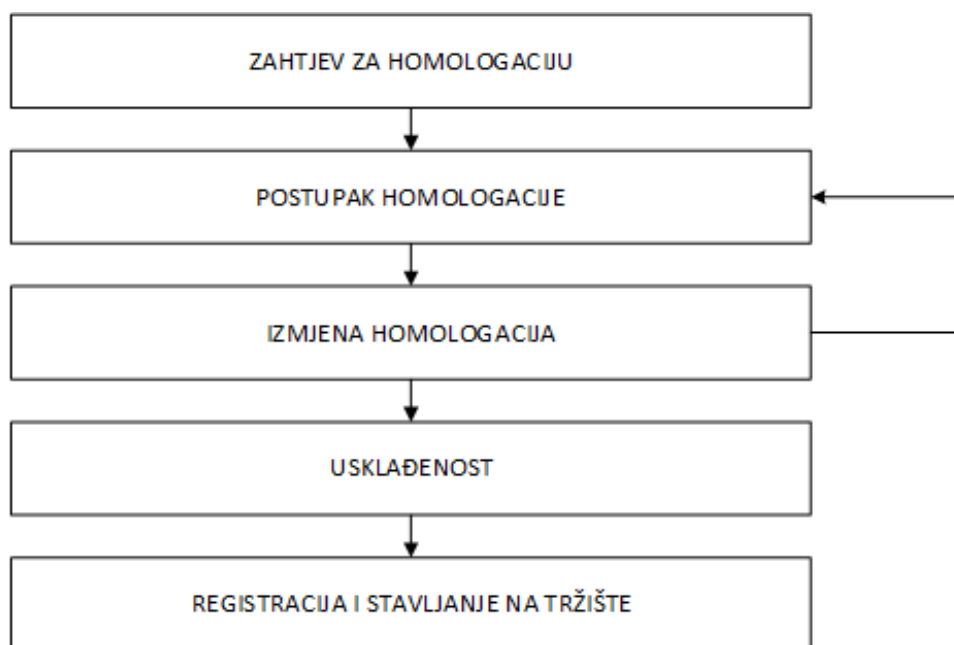 ZAHTJEV ZA HOMOLOGACIJU
POSTUPAK HOMOLOGACIJE
IZMJENA HOMOLOGACIJA
USKLAĐENOST
REGISTRACIJA I STAVLJANJE NA TRŽIŠTE